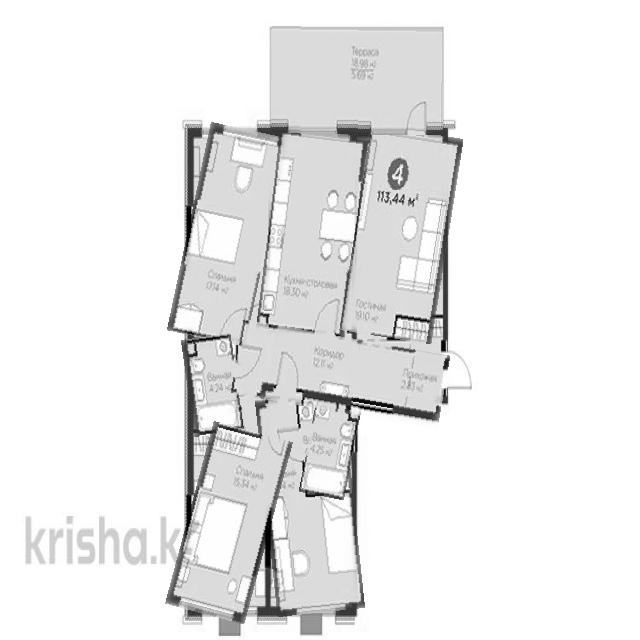 Терраса
18.98 м²
5.69 м²
4
113,44 м²
Спальня
17.14 м²
Кухня-столовая
18.30 м²
Гостиная
19.10 м²
Коридор
12.11 м²
Прихожая
2.83 м²
Ванная
4.24 м²
Ванная
4.25 м²
Спальня
15.34 м²
krisha.k